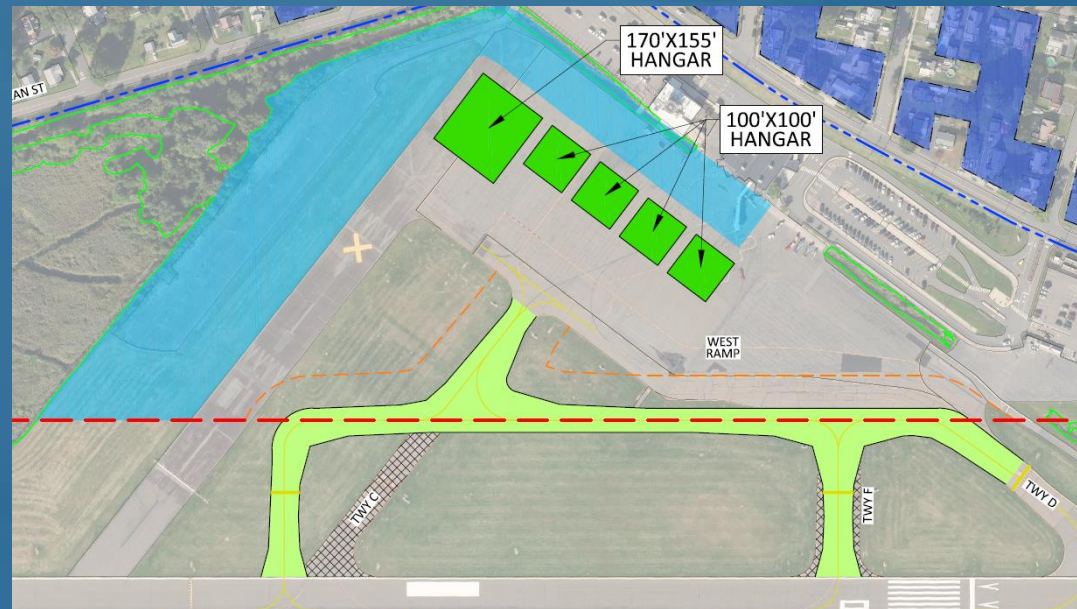 170'X155'
HANGAR
100'X100'
HANGAR
AN ST
WEST
RAMP
TWY C
TWY F
TWY D